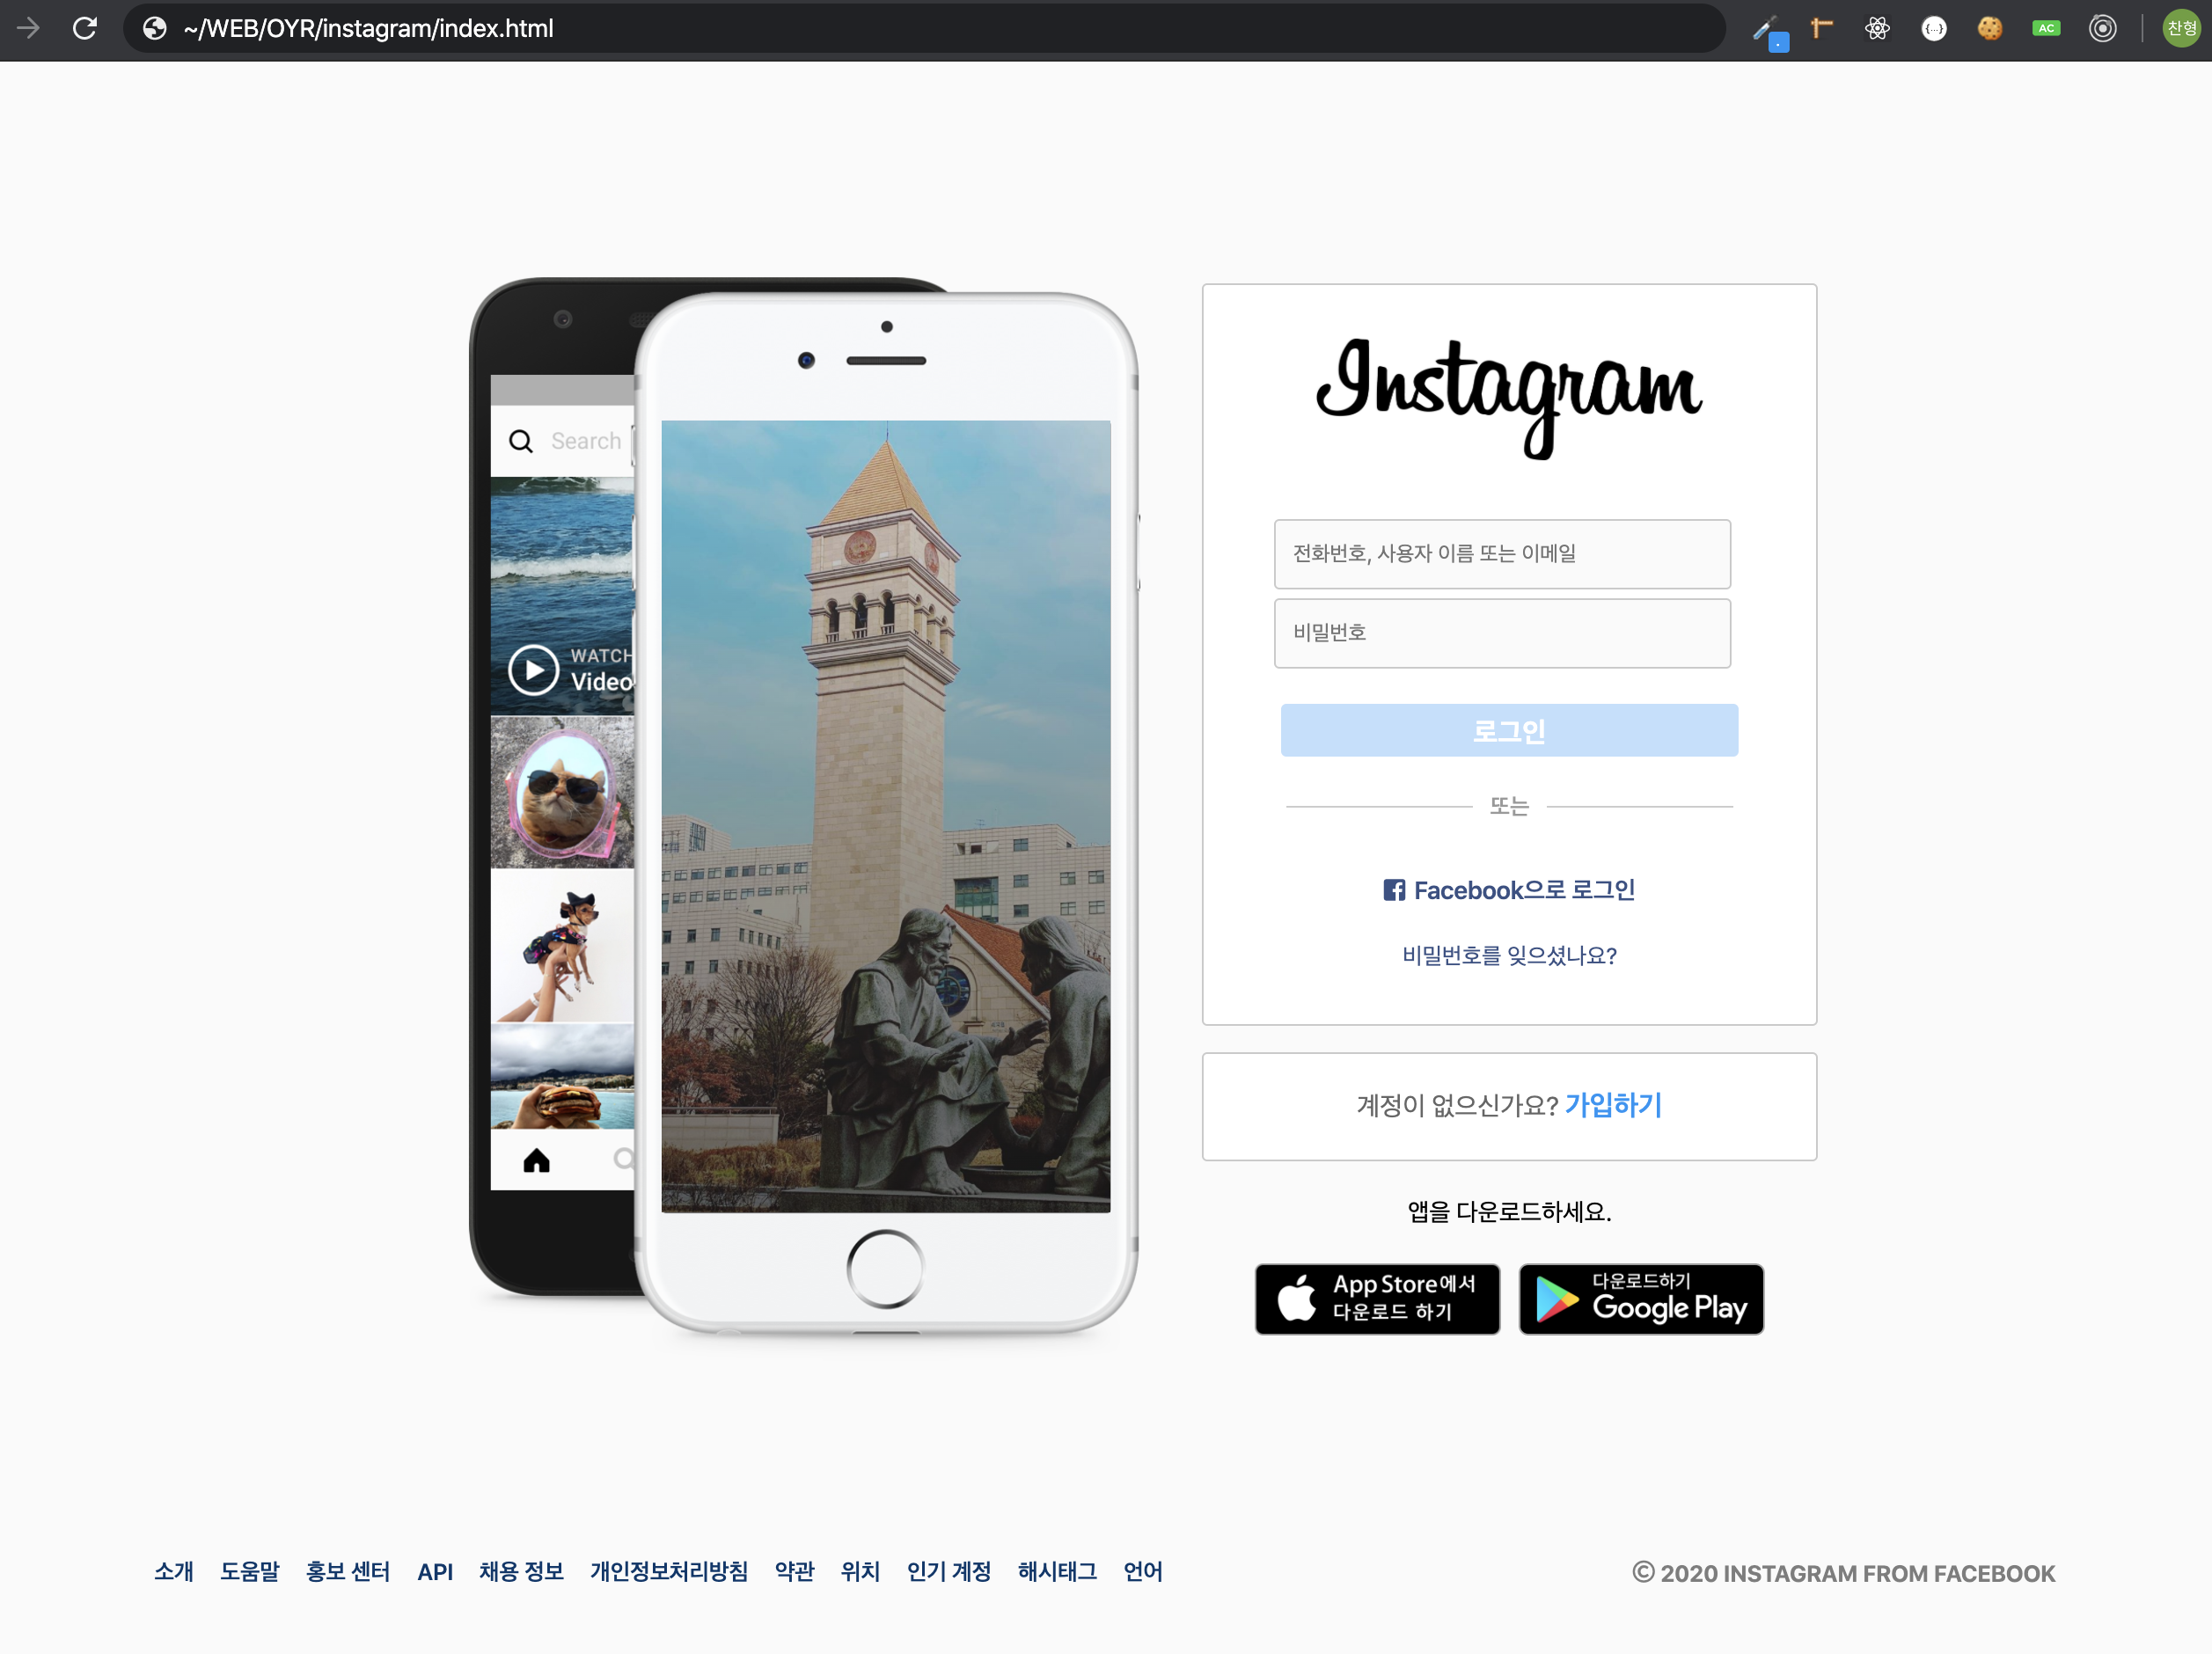 ~/WEB/OYR/instagram/index.html
AC
찬형
Search
WATCH
Video
Instagram
전화번호, 사용자 이름 또는 이메일
비밀번호
로그인
또는
Facebook으로 로그인
비밀번호를 잊으셨나요?
계정이 없으신가요? 가입하기
앱을 다운로드하세요.
App Store에서
다운로드 하기
다운로드하기
Google Play
소개 도움말 홍보 센터 API 채용 정보 개인정보처리방침 약관 위치 인기 계정 해시태그 언어
© 2020 INSTAGRAM FROM FACEBOOK